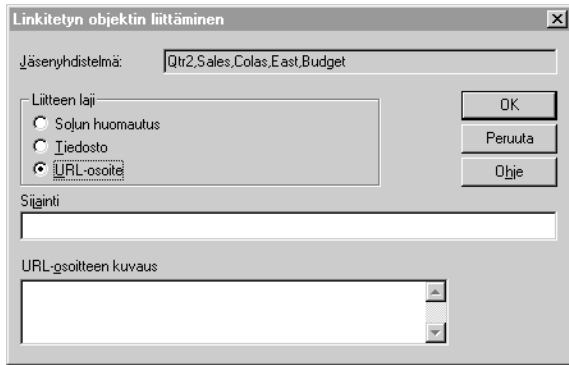 Linkitetyn objektin liittäminen
Jäsenyhdistelmä: Qtr2,Sales,Colas,East,Budget
Liitteen laji
Solun huomautus
Tiedosto
URL-osoite
OK
Peruuta
Ohje
Sijainti
URL-osoitteen kuvaus